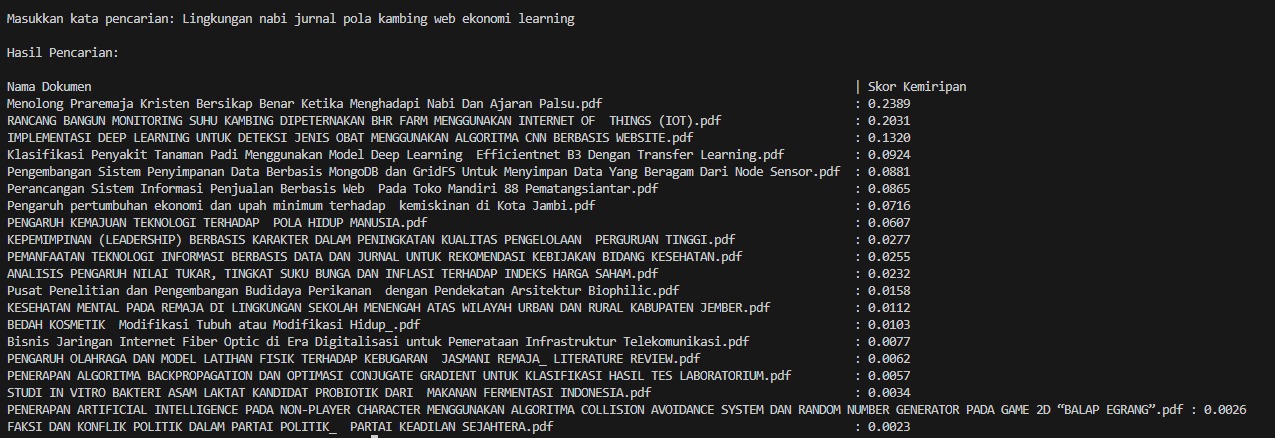 Masukkan kata pencarian: Lingkungan nabi jurnal pola kambing web ekonomi learning
Hasil Pencarian:
Nama Dokumen | Skor Kemiripan
Menolong Praremaja Kristen Bersikap Benar Ketika Menghadapi Nabi Dan Ajaran Palsu.pdf : 0.2389
RANCANG BANGUN MONITORING SUHU KAMBING DIPETERNAKAN BHR FARM MENGGUNAKAN INTERNET OF  THINGS (IOT).pdf : 0.2031
IMPLEMENTASI DEEP LEARNING UNTUK DETEKSI JENIS OBAT MENGGUNAKAN ALGORITMA CNN BERBASIS WEBSITE.pdf : 0.1320
Klasifikasi Penyakit Tanaman Padi Menggunakan Model Deep Learning  Efficientnet B3 Dengan Transfer Learning.pdf : 0.0924
Pengembangan Sistem Penyimpanan Data Berbasis MongoDB dan GridFS Untuk Menyimpan Data Yang Beragam Dari Node Sensor.pdf : 0.0881
Perancangan Sistem Informasi Penjualan Berbasis Web  Pada Toko Mandiri 88 Pematangsiantar.pdf : 0.0865
Pengaruh pertumbuhan ekonomi dan upah minimum terhadap  kemiskinan di Kota Jambi.pdf : 0.0716
PENGARUH KEMAJUAN TEKNOLOGI TERHADAP  POLA HIDUP MANUSIA.pdf : 0.0607
KEPEMIMPINAN (LEADERSHIP) BERBASIS KARAKTER DALAM PENINGKATAN KUALITAS PENGELOLAAN  PERGURUAN TINGGI.pdf : 0.0277
PEMANFAATAN TEKNOLOGI INFORMASI BERBASIS DATA DAN JURNAL UNTUK REKOMENDASI KEBIJAKAN BIDANG KESEHATAN.pdf : 0.0255
ANALISIS PENGARUH NILAI TUKAR, TINGKAT SUKU BUNGA DAN INFLASI TERHADAP INDEKS HARGA SAHAM.pdf : 0.0232
Pusat Penelitian dan Pengembangan Budidaya Perikanan  dengan Pendekatan Arsitektur Biophilic.pdf : 0.0158
KESEHATAN MENTAL PADA REMAJA DI LINGKUNGAN SEKOLAH MENENGAH ATAS WILAYAH URBAN DAN RURAL KABUPATEN JEMBER.pdf : 0.0112
BEDAH KOSMETIK  Modifikasi Tubuh atau Modifikasi Hidup_.pdf : 0.0103
Bisnis Jaringan Internet Fiber Optic di Era Digitalisasi untuk Pemerataan Infrastruktur Telekomunikasi.pdf : 0.0077
PENGARUH OLAHRAGA DAN MODEL LATIHAN FISIK TERHADAP KEBUGARAN  JASMANI REMAJA_ LITERATURE REVIEW.pdf : 0.0062
PENERAPAN ALGORITMA BACKPROPAGATION DAN OPTIMASI CONJUGATE GRADIENT UNTUK KLASIFIKASI HASIL TES LABORATORIUM.pdf : 0.0057
STUDI IN VITRO BAKTERI ASAM LAKTAT KANDIDAT PROBIOTIK DARI  MAKANAN FERMENTASI INDONESIA.pdf : 0.0034
PENERAPAN ARTIFICIAL INTELLIGENCE PADA NON-PLAYER CHARACTER MENGGUNAKAN ALGORITMA COLLISION AVOIDANCE SYSTEM DAN RANDOM NUMBER GENERATOR PADA GAME 2D “BALAP EGRANG”.pdf : 0.0026
FAKSI DAN KONFLIK POLITIK DALAM PARTAI POLITIK_  PARTAI KEADILAN SEJAHTERA.pdf : 0.0023